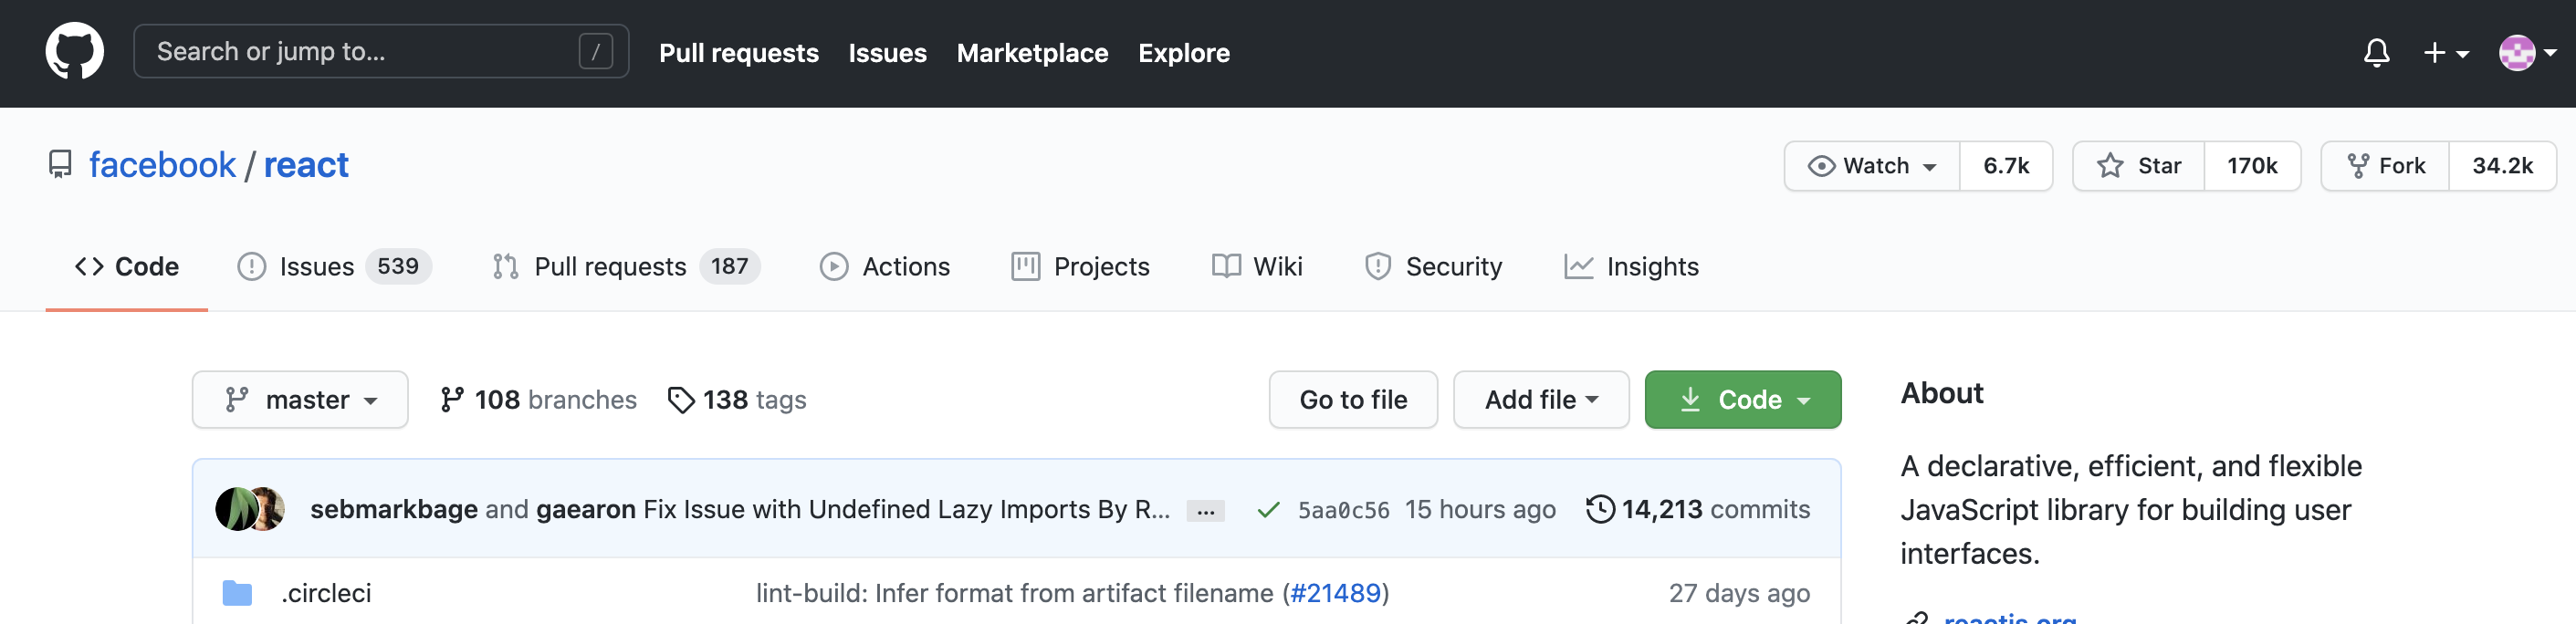 Search or jump to... /
Pull requests Issues Marketplace Explore
facebook / react
Watch 6.7k Star 170k Fork 34.2k
Code Issues 539 Pull requests 187 Actions Projects Wiki Security Insights
master 108 branches 138 tags
Go to file Add file Code
sebmarkbage and gaearon Fix Issue with Undefined Lazy Imports By R... ... 5aa0c56 15 hours ago 14,213 commits
.circleci lint-build: Infer format from artifact filename (#21489) 27 days ago
About
A declarative, efficient, and flexible
JavaScript library for building user
interfaces.
reactjs.org